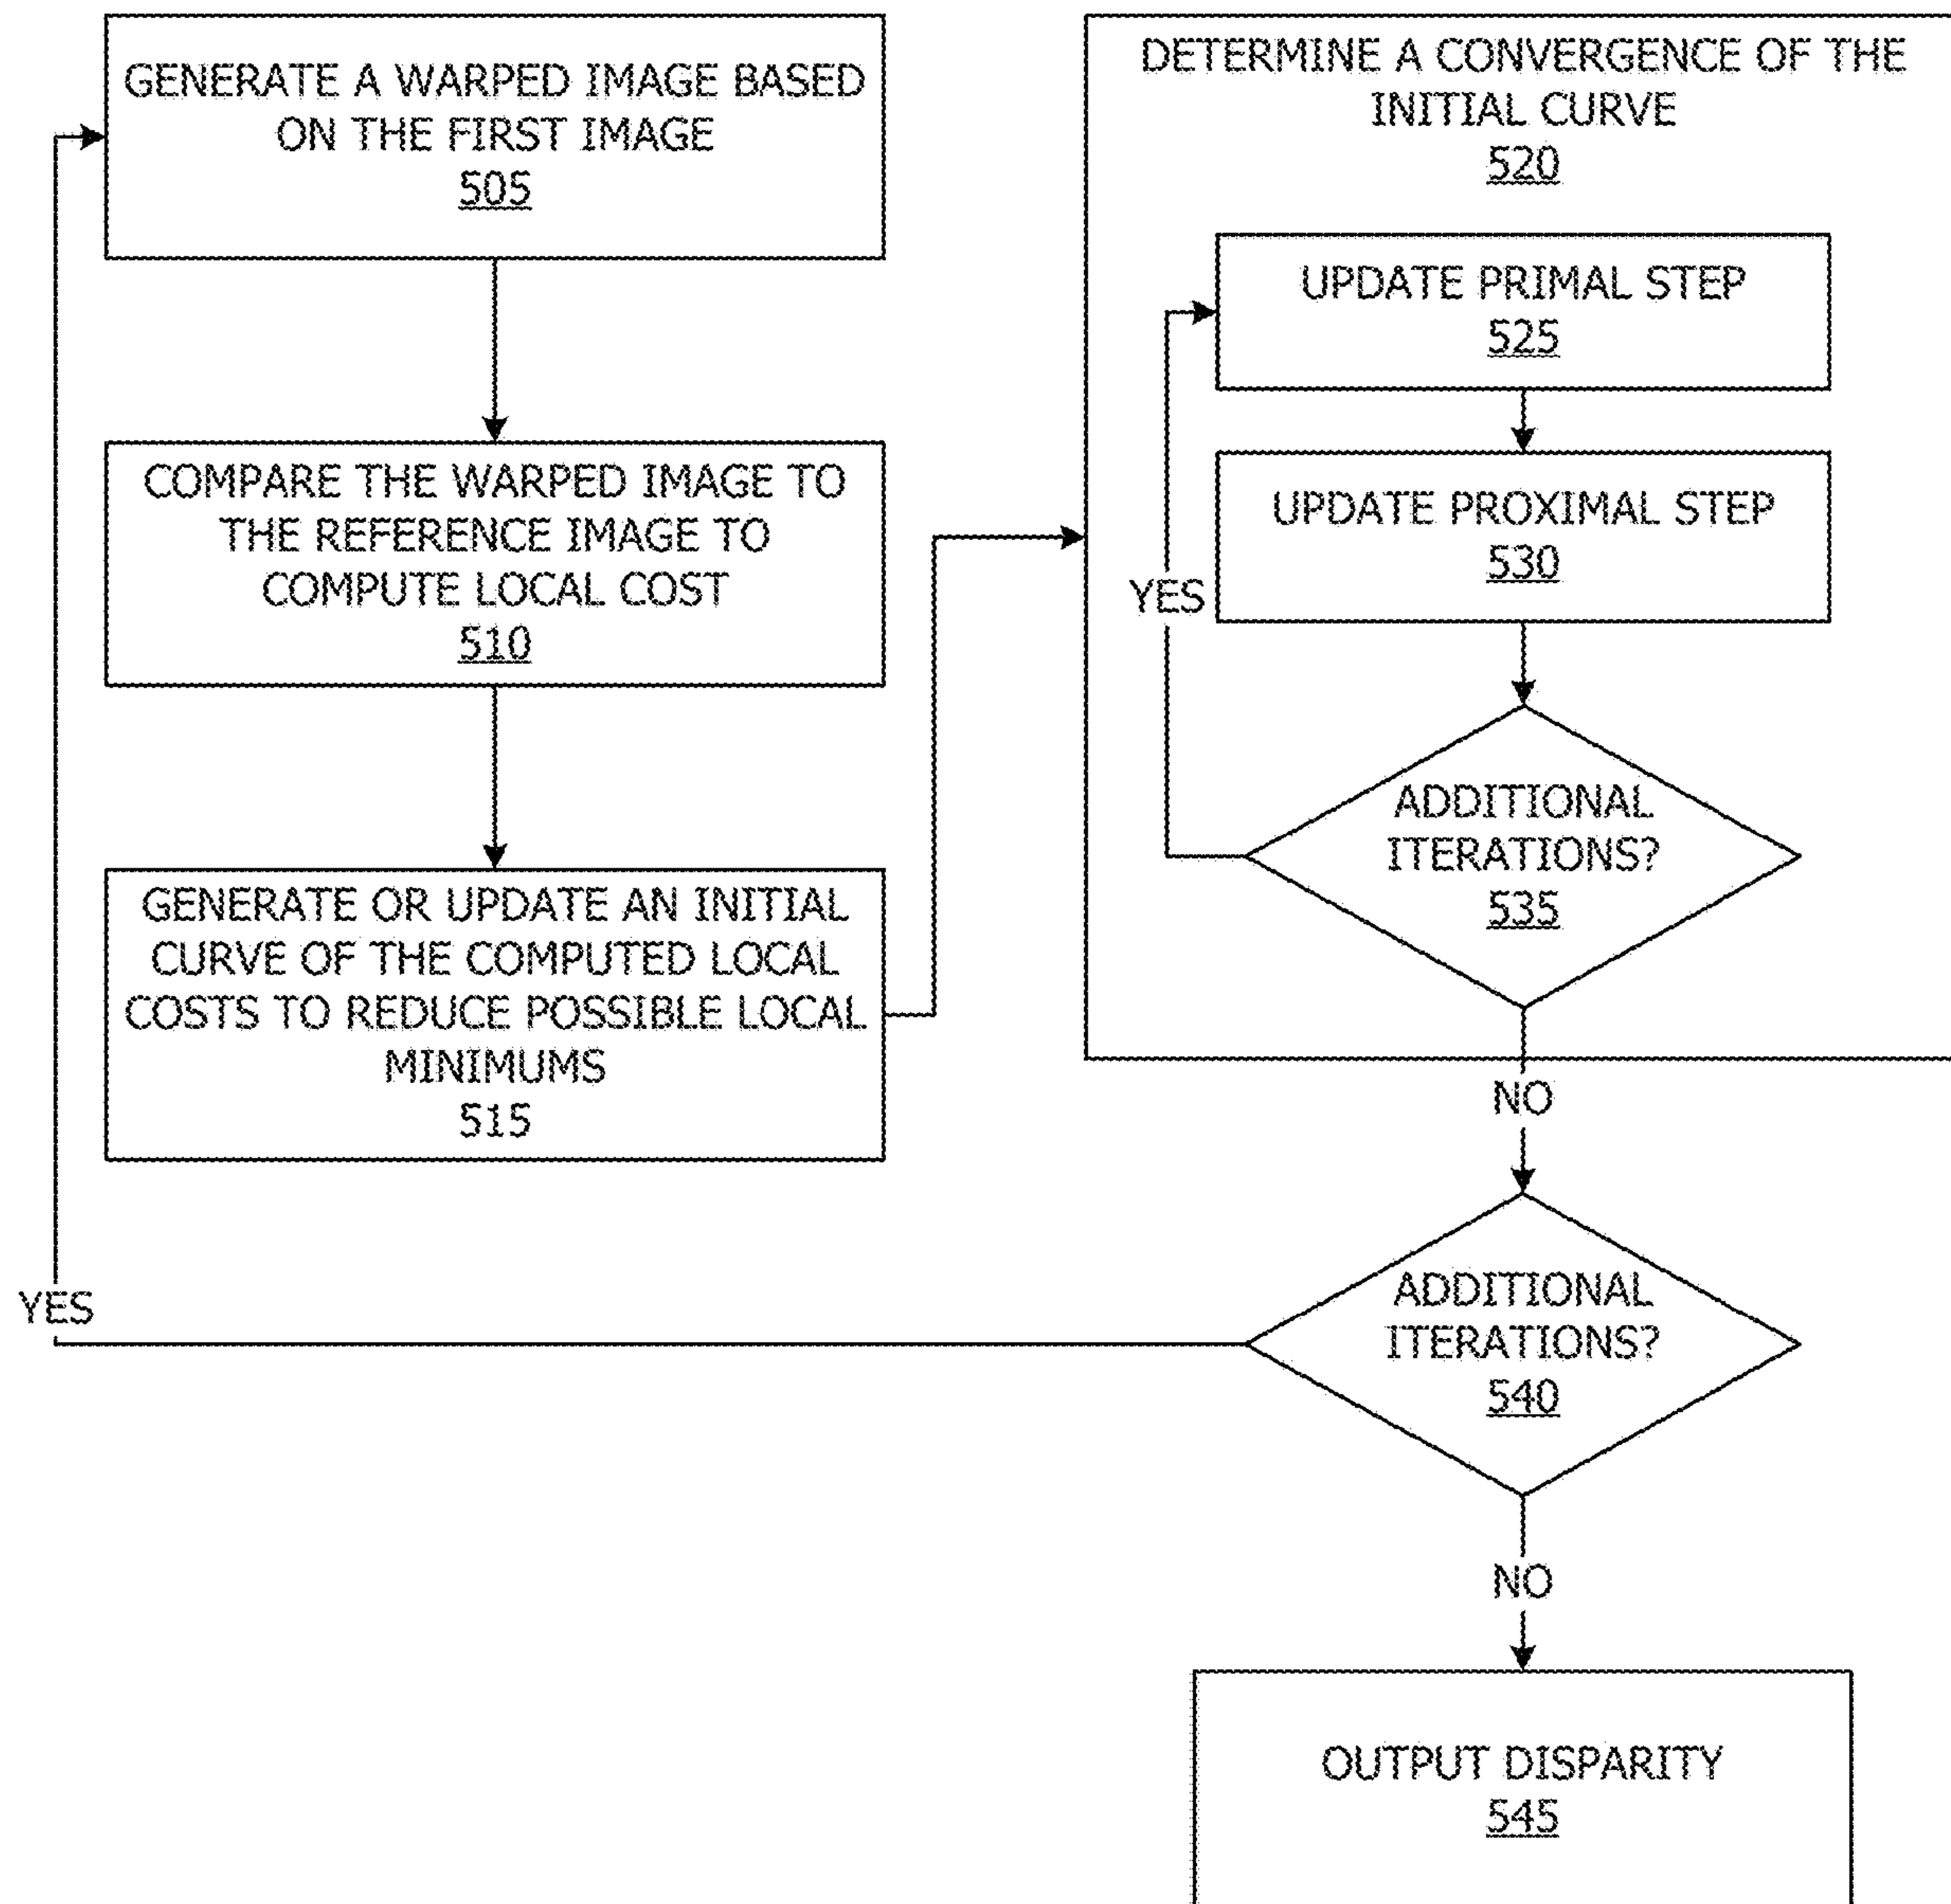 GENERATE A WARPED IMAGE BASED
ON THE FIRST IMAGE
505
COMPARE THE WARPED IMAGE TO
THE REFERENCE IMAGE TO
COMPUTE LOCAL COST
510
GENERATE OR UPDATE AN INITIAL
CURVE OF THE COMPUTED LOCAL
COSTS TO REDUCE POSSIBLE LOCAL
MINIMUMS
515
DETERMINE A CONVERGENCE OF THE
INITIAL CURVE
520
UPDATE PRIMAL STEP
525
UPDATE PROXIMAL STEP
530
YES
ADDITIONAL
ITERATIONS?
535
NO
ADDITIONAL
ITERATIONS?
540
YES
NO
OUTPUT DISPARITY
545